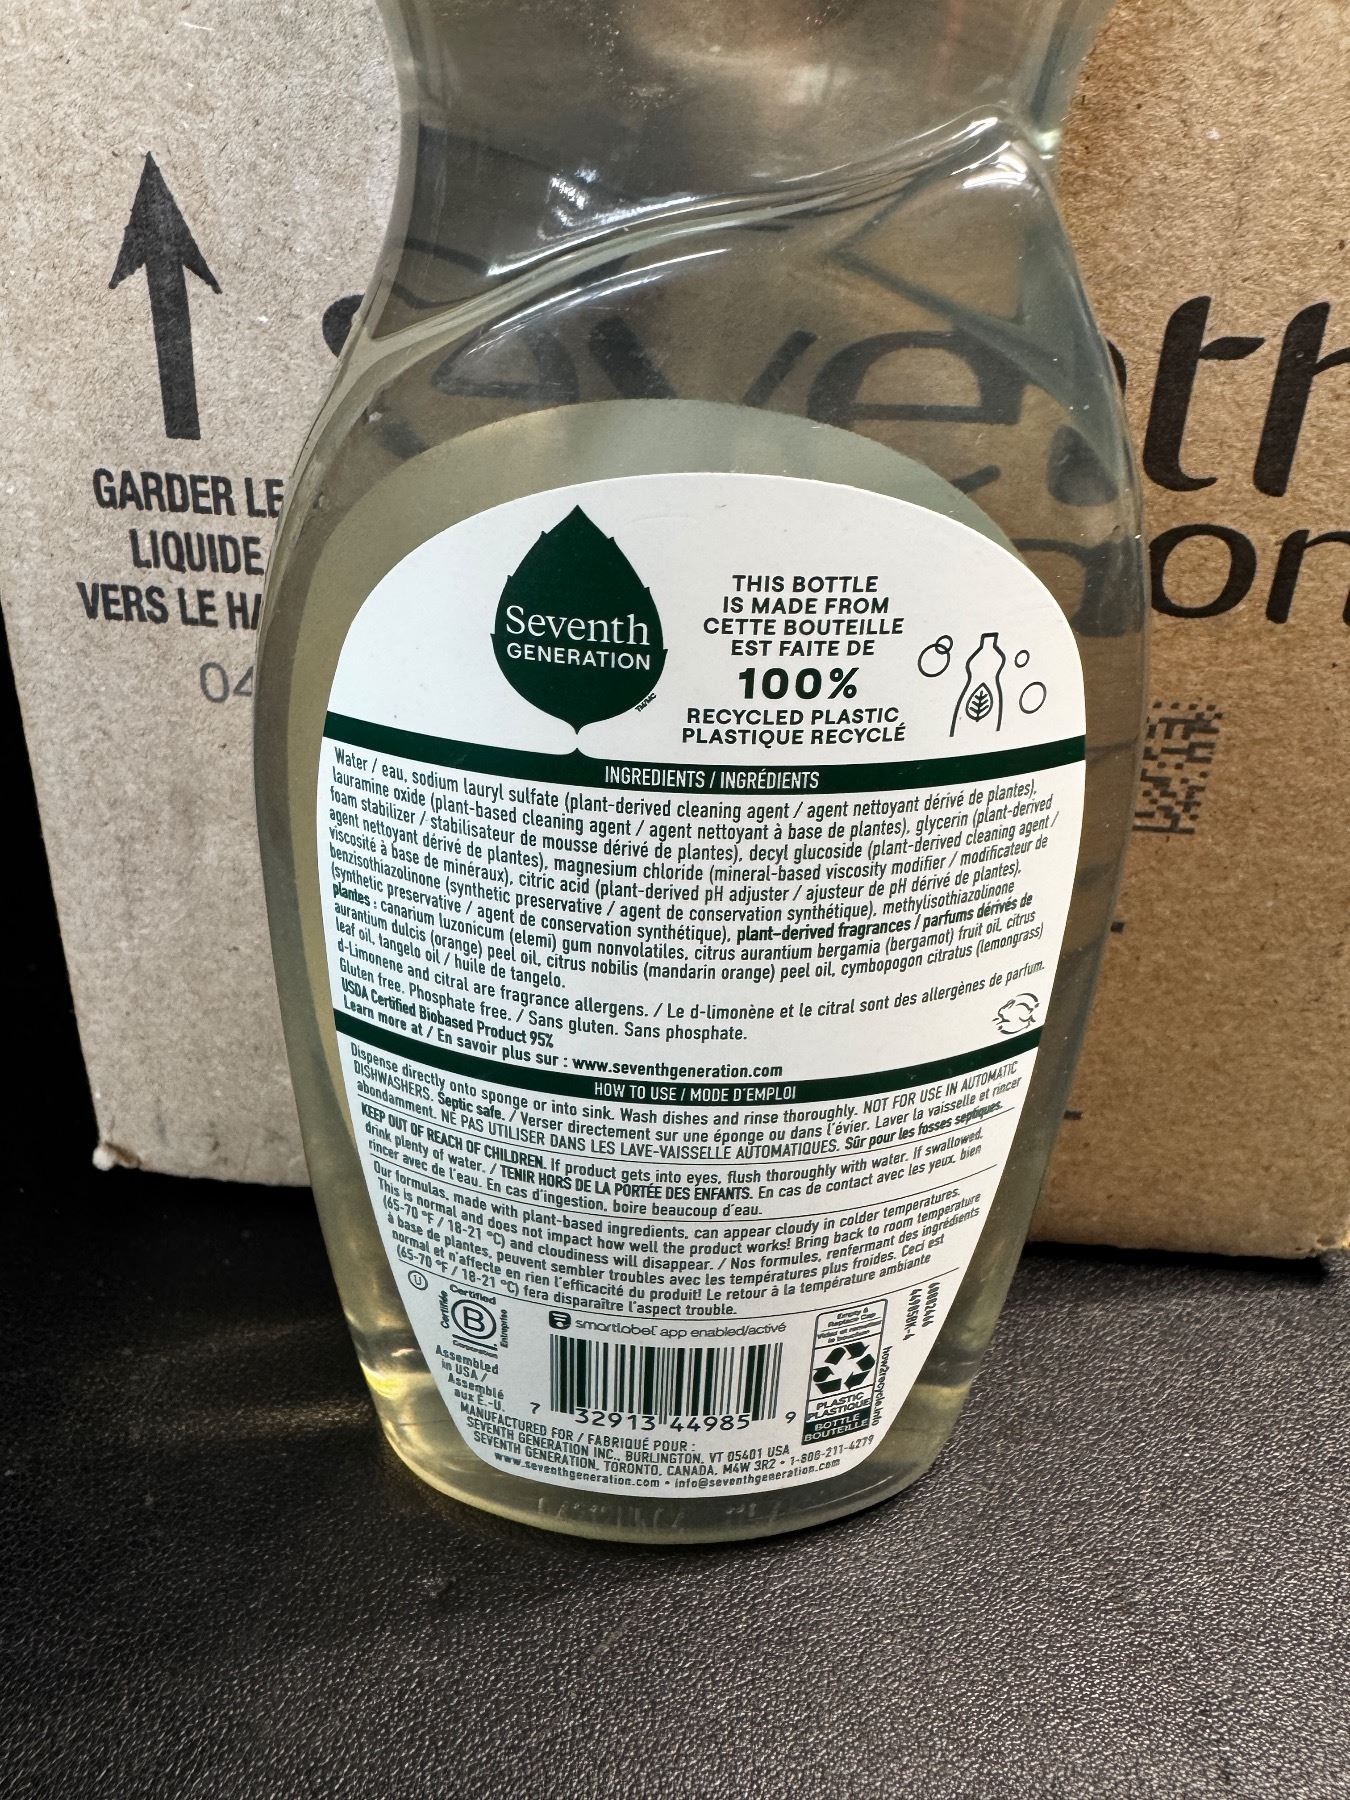 GARDER LE
LIQUIDE
VERS LE HA
04
Seventh
GENERATION
TM/MC
THIS BOTTLE
IS MADE FROM
CETTE BOUTEILLE
EST FAITE DE
100%
RECYCLED PLASTIC
PLASTIQUE RECYCLÉ
INGREDIENTS / INGRÉDIENTS
Water / eau, sodium lauryl sulfate (plant-derived cleaning agent / agent nettoyant dérivé de plantes),
lauramine oxide (plant-based cleaning agent / agent nettoyant à base de plantes), glycerin (plant-derived
foam stabilizer / stabilisateur de mousse dérivé de plantes), decyl glucoside (plant-derived cleaning agent /
agent nettoyant dérivé de plantes), magnesium chloride (mineral-based viscosity modifier / modificateur de
viscosité à base de minéraux), citric acid (plant-derived pH adjuster / ajusteur de pH dérivé de plantes),
benzisothiazolinone (synthetic preservative / agent de conservation synthétique), methylisothiazolinone
(synthetic preservative / agent de conservation synthétique), plant-derived fragrances / parfums dérivés de
plantes : canarium luzonicum (elemi) gum nonvolatiles, citrus aurantium bergamia (bergamot) fruit oil, citrus
aurantium dulcis (orange) peel oil, citrus nobilis (mandarin orange) peel oil, cymbopogon citratus (lemongrass)
leaf oil, tangelo oil / huile de tangelo.
d-Limonene and citral are fragrance allergens. / Le d-limonène et le citral sont des allergènes de parfum.
Gluten free. Phosphate free. / Sans gluten. Sans phosphate.
USDA Certified Biobased Product 95%
Learn more at / En savoir plus sur : www.seventhgeneration.com
HOW TO USE / MODE D'EMPLOI
Dispense directly onto sponge or into sink. Wash dishes and rinse thoroughly. NOT FOR USE IN AUTOMATIC
DISHWASHERS. Septic safe. / Verser directement sur une éponge ou dans l'évier. Laver la vaisselle et rincer
abondamment. NE PAS UTILISER DANS LES LAVE-VAISSELLE AUTOMATIQUES. Sûr pour les fosses septiques.
KEEP OUT OF REACH OF CHILDREN. If product gets into eyes, flush thoroughly with water. If swallowed,
drink plenty of water. / TENIR HORS DE LA PORTÉE DES ENFANTS. En cas de contact avec les yeux, bien
rincer avec de l'eau. En cas d'ingestion, boire beaucoup d'eau.
Our formulas, made with plant-based ingredients, can appear cloudy in colder temperatures.
This is normal and does not impact how well the product works! Bring back to room temperature
(65-70 °F / 18-21 °C) and cloudiness will disappear. / Nos formules, renfermant des ingrédients
à base de plantes, peuvent sembler troubles avec les températures plus froides. Ceci est
normal et n'affecte en rien l'efficacité du produit! Le retour à la température ambiante
(65-70 °F / 18-21 °C) fera disparaître l'aspect trouble.
U
Certified
Certifiée
B
Entreprise
Corporation
Assembled
in USA /
Assemblé
aux É.-U.
smartlabel app enabled/activé
7 32913 44985 9
Empty &
Replace Cap
PLASTIC
PLASTIQUE
BOTTLE
BOUTEILLE
how2recycle.info
44985BK-4
MANUFACTURED FOR / FABRIQUÉ POUR :
SEVENTH GENERATION INC., BURLINGTON, VT 05401 USA
SEVENTH GENERATION, TORONTO, CANADA, M4W 3R2 • 1-800-211-4279
www.seventhgeneration.com • info@seventhgeneration.com